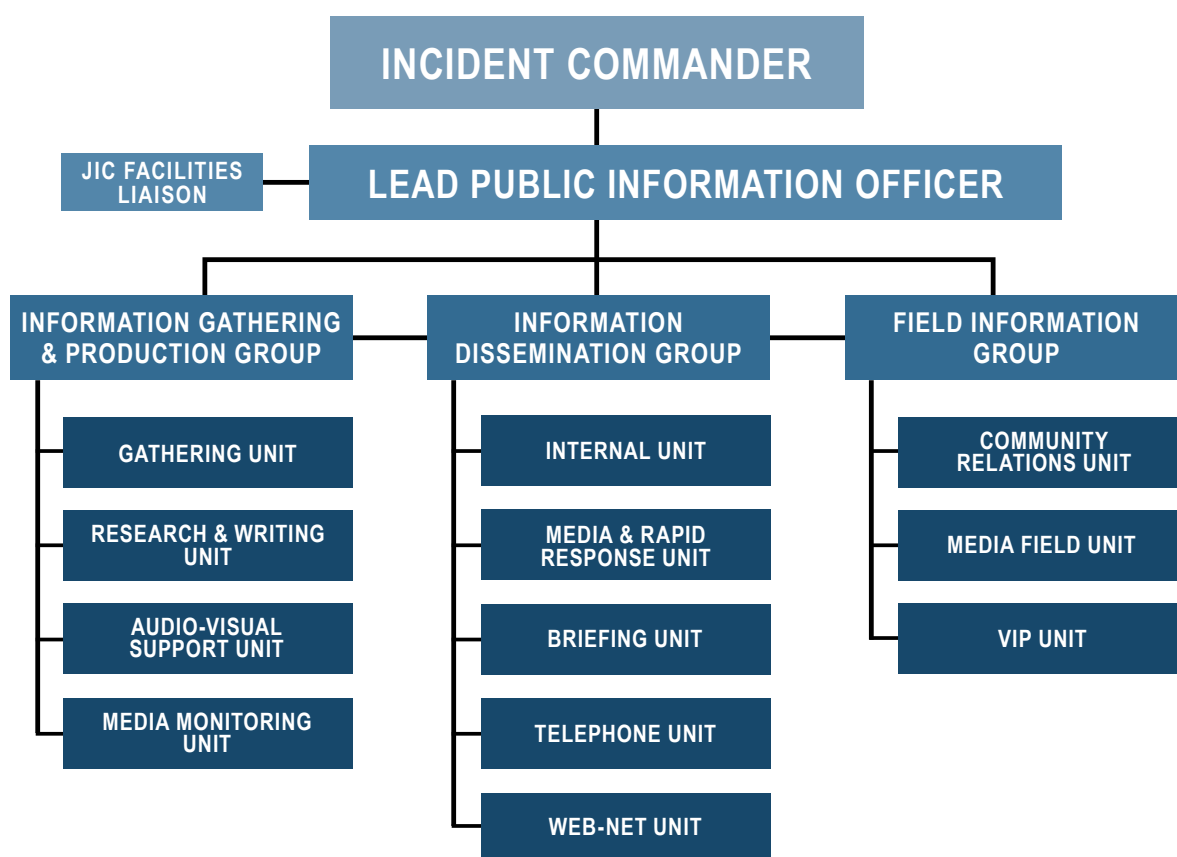 INCIDENT COMMANDER
JIC FACILITIES
LIAISON
LEAD PUBLIC INFORMATION OFFICER
INFORMATION GATHERING
& PRODUCTION GROUP
GATHERING UNIT
RESEARCH & WRITING
UNIT
AUDIO-VISUAL
SUPPORT UNIT
MEDIA MONITORING
UNIT
INFORMATION
DISSEMINATION GROUP
INTERNAL UNIT
MEDIA & RAPID
RESPONSE UNIT
BRIEFING UNIT
TELEPHONE UNIT
WEB-NET UNIT
FIELD INFORMATION
GROUP
COMMUNITY
RELATIONS UNIT
MEDIA FIELD UNIT
VIP UNIT